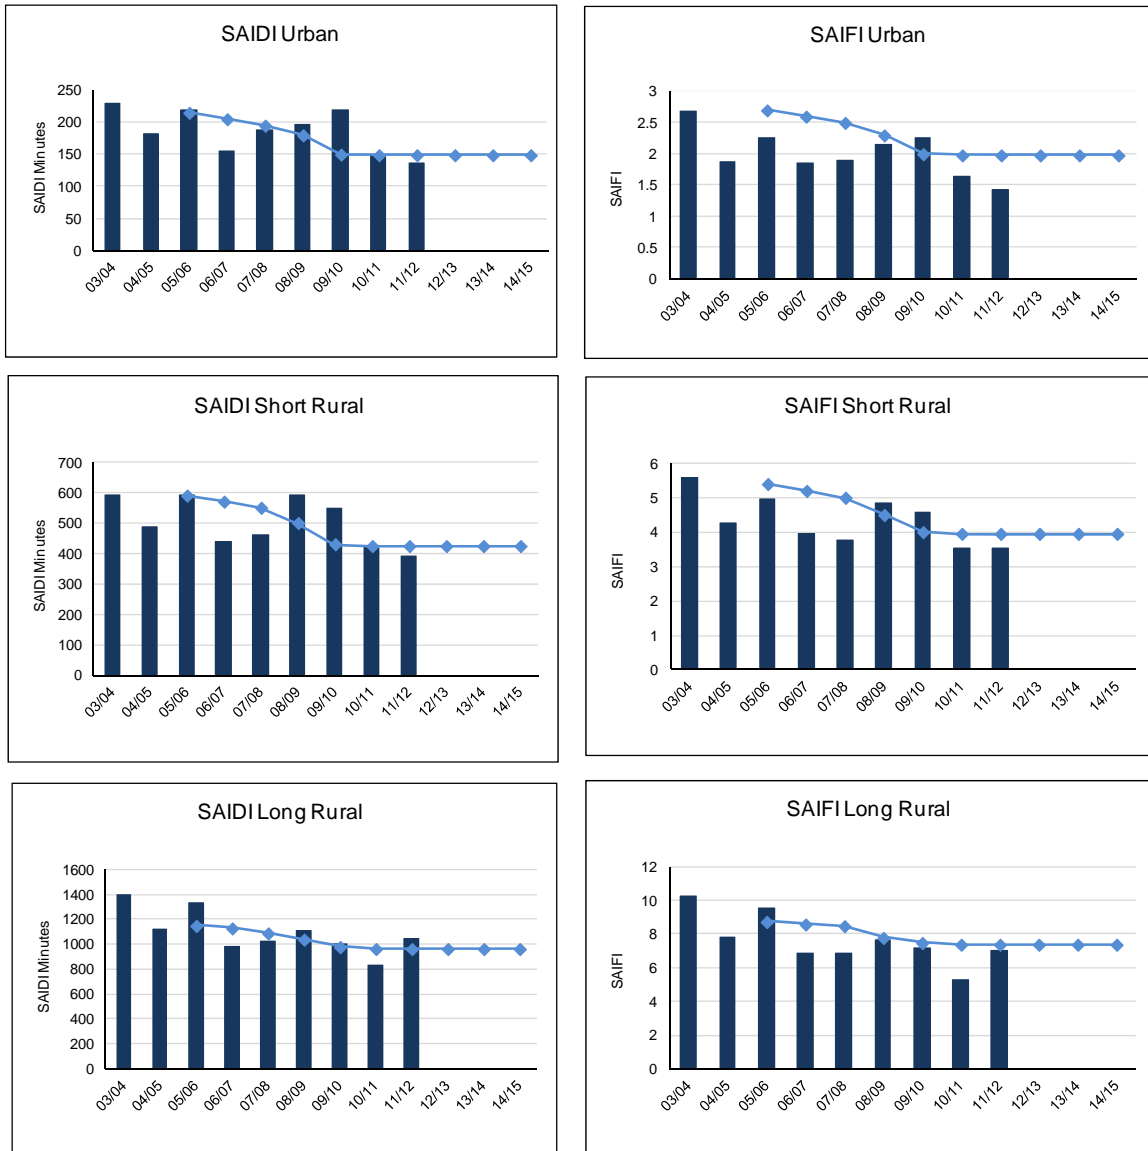 SAIDI Urban
SAIDI Minutes
250
200
150
100
50
0
03/04 04/05 05/06 06/07 07/08 08/09 09/10 10/11 11/12 12/13 13/14 14/15
SAIFI Urban
SAIFI
3
2.5
2
1.5
1
0.5
0
03/04 04/05 05/06 06/07 07/08 08/09 09/10 10/11 11/12 12/13 13/14 14/15
SAIDI Short Rural
SAIDI Minutes
700
600
500
400
300
200
100
0
03/04 04/05 05/06 06/07 07/08 08/09 09/10 10/11 11/12 12/13 13/14 14/15
SAIFI Short Rural
SAIFI
6
5
4
3
2
1
0
03/04 04/05 05/06 06/07 07/08 08/09 09/10 10/11 11/12 12/13 13/14 14/15
SAIDI Long Rural
SAIDI Minutes
1600
1400
1200
1000
800
600
400
200
0
03/04 04/05 05/06 06/07 07/08 08/09 09/10 10/11 11/12 12/13 13/14 14/15
SAIFI Long Rural
SAIFI
12
10
8
6
4
2
0
03/04 04/05 05/06 06/07 07/08 08/09 09/10 10/11 11/12 12/13 13/14 14/15